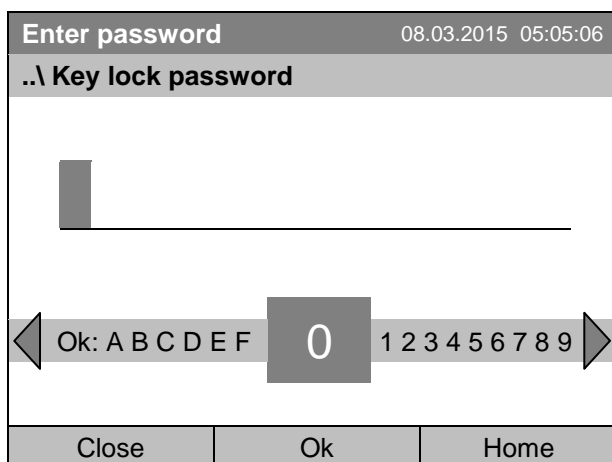 Enter password 08.03.2015 05:05:06
..\ Key lock password
Ok: A B C D E F 0 1 2 3 4 5 6 7 8 9
Close Ok Home